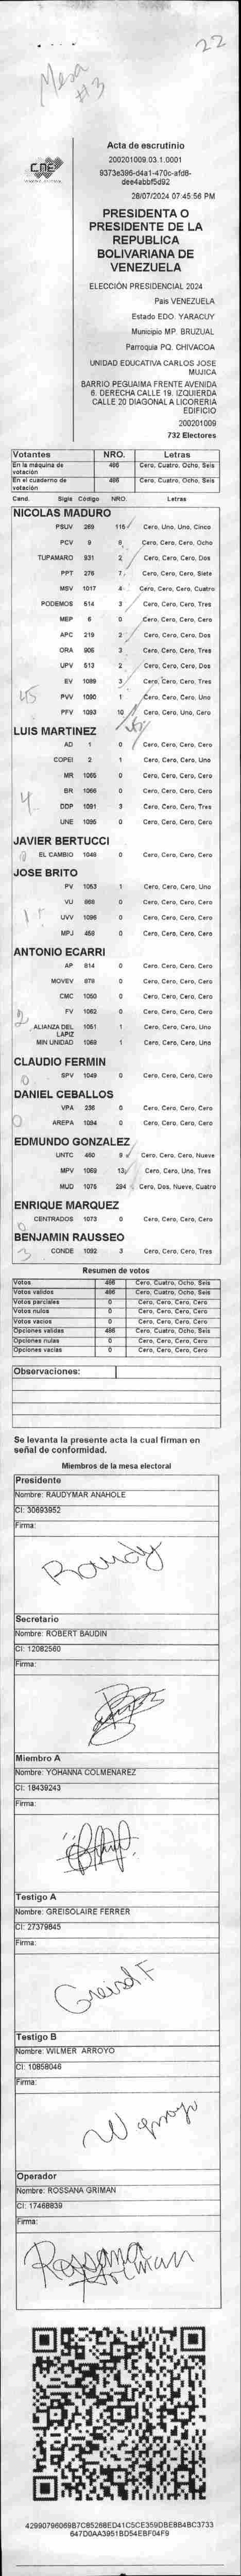 22
Mesa
#3
CNE
Acta de escrutinio
200201009.03.1.0001
9373e396-d4a1-470c-afd8-
dee4abbf5d92
28/07/2024 07:45:56 PM
PRESIDENTA O
PRESIDENTE DE LA
REPUBLICA
BOLIVARIANA DE
VENEZUELA
ELECCIÓN PRESIDENCIAL 2024
Pais VENEZUELA
Estado EDO. YARACUY
Municipio MP. BRUZUAL
Parroquia PQ. CHIVACOA
UNIDAD EDUCATIVA CARLOS JOSE
MUJICA
BARRIO PEGUAIMA FRENTE AVENIDA
6. DERECHA CALLE 19. IZQUIERDA
CALLE 20 DIAGONAL A LICORERIA
EDIFICIO
200201009
732 Electores
Votantes NRO. Letras
En la máquina de votación 486 Cero, Cuatro, Ocho, Seis
En el cuaderno de votación 486 Cero, Cuatro, Ocho, Seis
Cand. Sigla Código NRO. Letras
NICOLAS MADURO
PSUV 269 115 Cero, Uno, Uno, Cinco
PCV 9 8 Cero, Cero, Cero, Ocho
TUPAMARO 931 2 Cero, Cero, Cero, Dos
PPT 276 7 Cero, Cero, Cero, Siete
MSV 1017 4 Cero, Cero, Cero, Cuatro
PODEMOS 514 3 Cero, Cero, Cero, Tres
MEP 6 0 Cero, Cero, Cero, Cero
APC 219 2 Cero, Cero, Cero, Dos
ORA 906 3 Cero, Cero, Cero, Tres
UPV 513 2 Cero, Cero, Cero, Dos
EV 1089 3 Cero, Cero, Cero, Tres
45 PVV 1090 1 Cero, Cero, Cero, Uno
PFV 1093 10 Cero, Cero, Uno, Cero
LUIS MARTINEZ
AD 1 0 Cero, Cero, Cero, Cero
COPEI 2 1 Cero, Cero, Cero, Uno
MR 1065 0 Cero, Cero, Cero, Cero
BR 1066 0 Cero, Cero, Cero, Cero
4 DDP 1091 3 Cero, Cero, Cero, Tres
UNE 1095 0 Cero, Cero, Cero, Cero
JAVIER BERTUCCI
0 EL CAMBIO 1048 0 Cero, Cero, Cero, Cero
JOSE BRITO
PV 1053 1 Cero, Cero, Cero, Uno
VU 868 0 Cero, Cero, Cero, Cero
1 UVV 1096 0 Cero, Cero, Cero, Cero
MPJ 458 0 Cero, Cero, Cero, Cero
ANTONIO ECARRI
AP 814 0 Cero, Cero, Cero, Cero
MOVEV 978 0 Cero, Cero, Cero, Cero
CMC 1050 0 Cero, Cero, Cero, Cero
2 FV 1062 0 Cero, Cero, Cero, Cero
ALIANZA DEL LAPIZ 1051 1 Cero, Cero, Cero, Uno
MIN UNIDAD 1069 1 Cero, Cero, Cero, Uno
CLAUDIO FERMIN
0 SPV 1049 0 Cero, Cero, Cero, Cero
DANIEL CEBALLOS
VPA 236 0 Cero, Cero, Cero, Cero
0 AREPA 1094 0 Cero, Cero, Cero, Cero
EDMUNDO GONZALEZ
UNTC 460 9 Cero, Cero, Cero, Nueve
MPV 1069 13 Cero, Cero, Uno, Tres
MUD 1076 294 Cero, Dos, Nueve, Cuatro
ENRIQUE MARQUEZ
0 CENTRADOS 1073 0 Cero, Cero, Cero, Cero
BENJAMIN RAUSSEO
3 CONDE 1092 3 Cero, Cero, Cero, Tres
Resumen de votos
Votos 486 Cero, Cuatro, Ocho, Seis
Votos validos 486 Cero, Cuatro, Ocho, Seis
Votos parciales 0 Cero, Cero, Cero, Cero
Votos nulos 0 Cero, Cero, Cero, Cero
Votos vacios 0 Cero, Cero, Cero, Cero
Opciones validas 486 Cero, Cuatro, Ocho, Seis
Opciones nulas 0 Cero, Cero, Cero, Cero
Opciones vacias 0 Cero, Cero, Cero, Cero
Observaciones:
Se levanta la presente acta la cual firman en
señal de conformidad.
Miembros de la mesa electoral
Presidente
Nombre: RAUDYMAR ANAHOLE
CI: 30693952
Firma:
Raudy
Secretario
Nombre: ROBERT BAUDIN
CI: 12082560
Firma:
Miembro A
Nombre: YOHANNA COLMENAREZ
CI: 18439243
Firma:
Testigo A
Nombre: GREISOLAIRE FERRER
CI: 27379845
Firma:
Greisol F
Testigo B
Nombre: WILMER ARROYO
CI: 10858046
Firma:
W arroyo
Operador
Nombre: ROSSANA GRIMAN
CI: 17468839
Firma:
Rossana Griman
42990796069B7C85268ED41C5CE359DBE8B4BC3733
647D0AA3951BD54EBF04F9